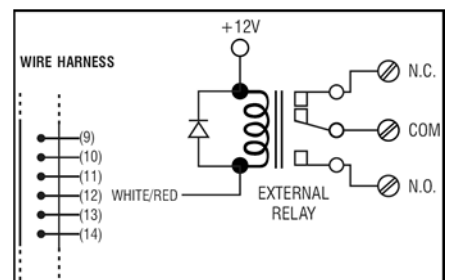 +12V
WIRE HARNESS
N.C.
(9)
COM
(10)
(11)
(12) WHITE/RED
EXTERNAL
RELAY
N.O.
(13)
(14)